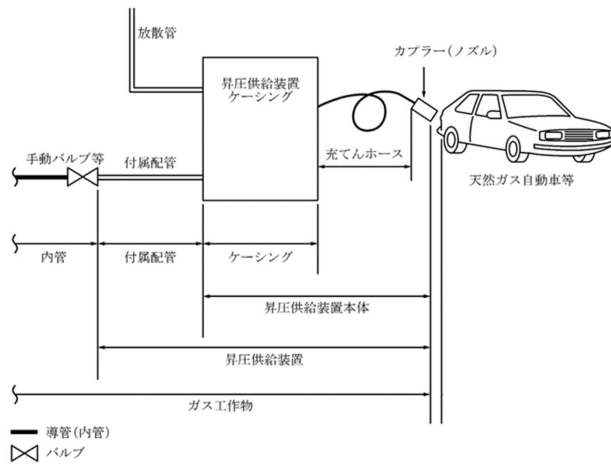 放散管
昇圧供給装置
ケーシング
カプラー(ノズル)
手動バルブ等
付属配管
充てんホース
天然ガス自動車等
内管
付属配管
ケーシング
昇圧供給装置本体
昇圧供給装置
ガス工作物
導管(内管)
バルブ